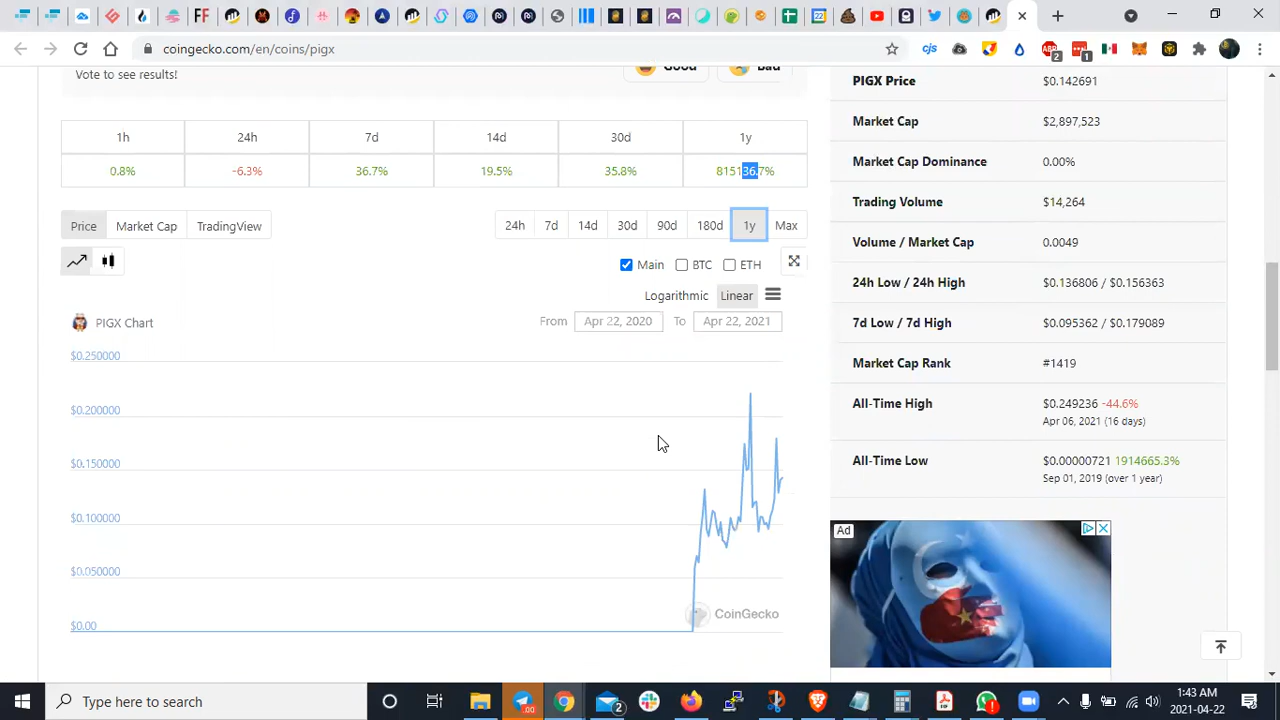 coingecko.com/en/coins/pigx
cjs
ABP
2
1
22
Vote to see results!
Good
Bad
1h 24h 7d 14d 30d 1y
0.8% -6.3% 36.7% 19.5% 35.8% 815136.7%
Price Market Cap TradingView
24h 7d 14d 30d 90d 180d 1y Max
Main BTC ETH
Logarithmic Linear
PIGX Chart
From Apr 22, 2020 To Apr 22, 2021
$0.250000
$0.200000
$0.150000
$0.100000
$0.050000
$0.00
CoinGecko
PIGX Price $0.142691
Market Cap $2,897,523
Market Cap Dominance 0.00%
Trading Volume $14,264
Volume / Market Cap 0.0049
24h Low / 24h High $0.136806 / $0.156363
7d Low / 7d High $0.095362 / $0.179089
Market Cap Rank #1419
All-Time High $0.249236 -44.6%
Apr 06, 2021 (16 days)
All-Time Low $0.00000721 1914665.3%
Sep 01, 2019 (over 1 year)
Ad
Type here to search
2
1:43 AM
2021-04-22